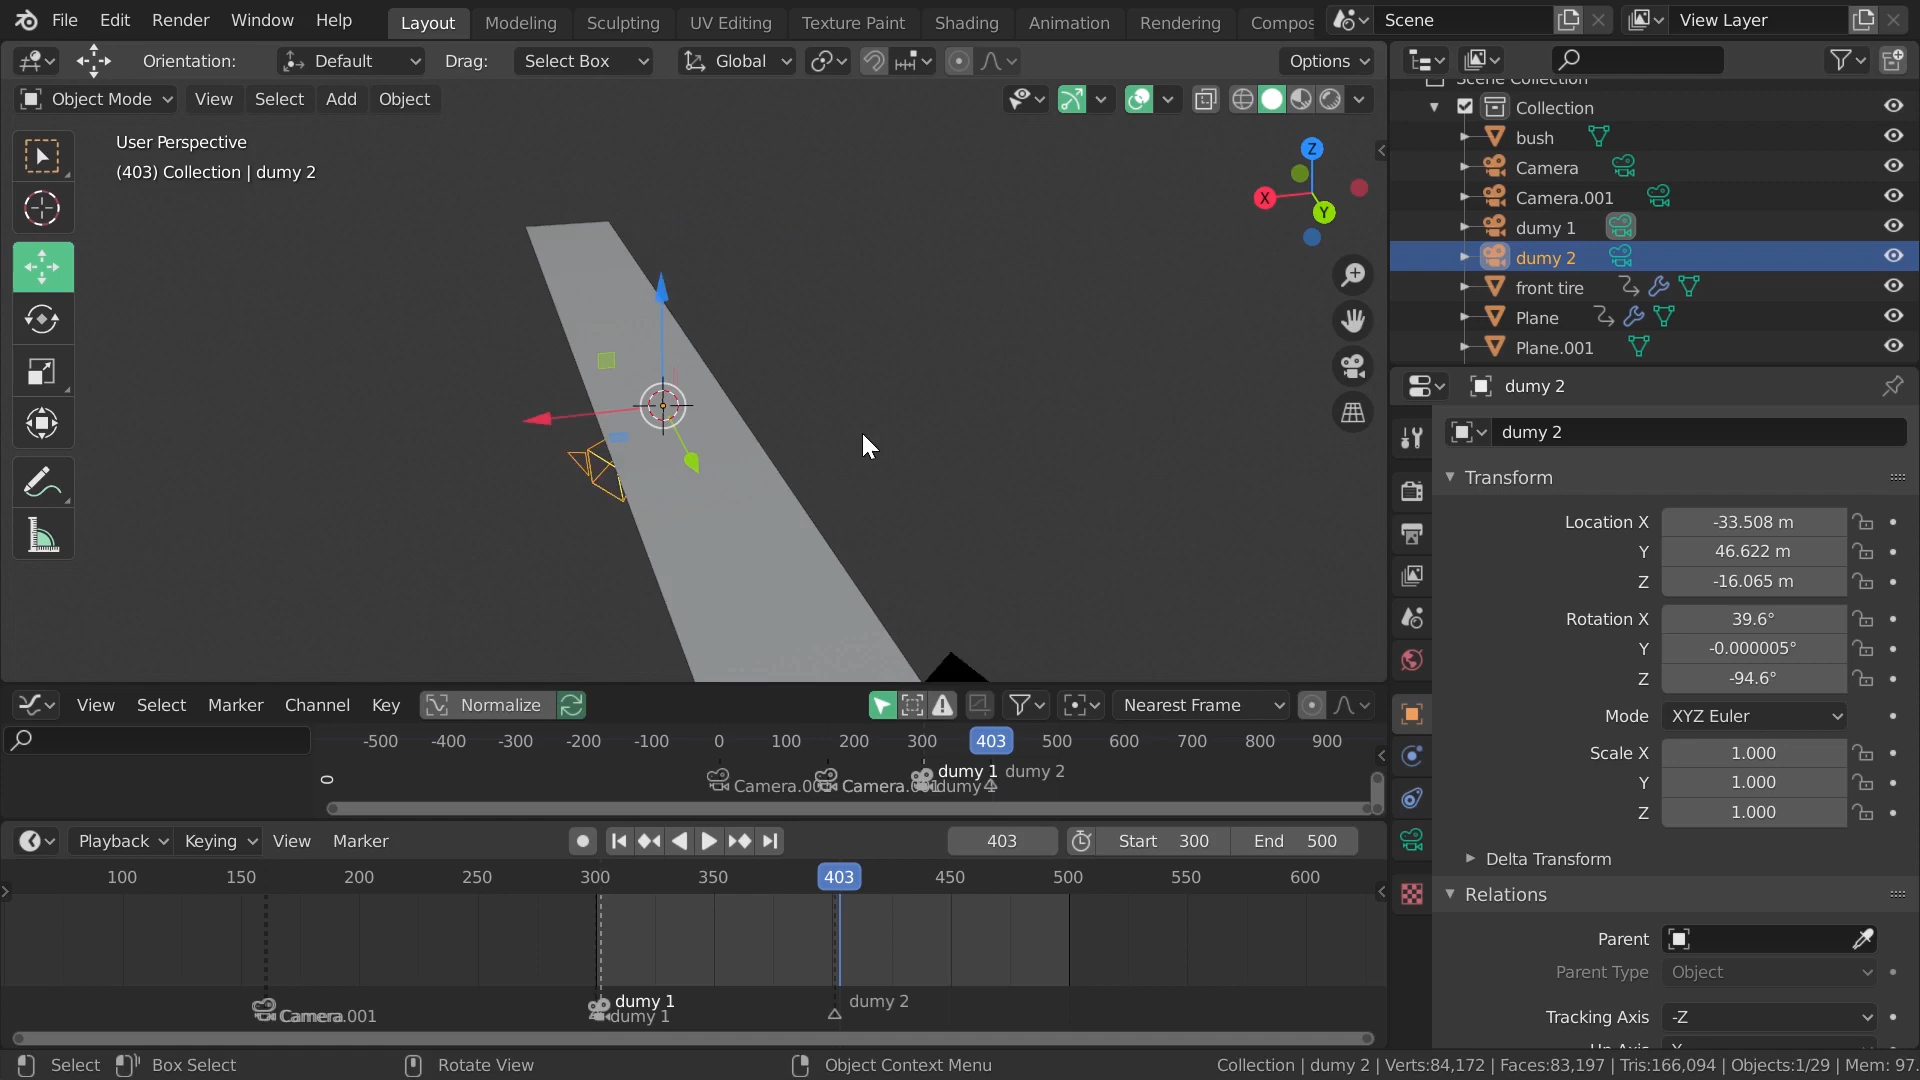 File Edit Render Window Help
Layout Modeling Sculpting UV Editing Texture Paint Shading Animation Rendering Compos
Scene
View Layer
Orientation: Default Drag: Select Box Global Options
Object Mode View Select Add Object
User Perspective
(403) Collection | dumy 2
Z
X
Y
Scene Collection
Collection
bush
Camera
Camera.001
dumy 1
dumy 2
front tire
Plane
Plane.001
dumy 2
dumy 2
Transform
Location X -33.508 m
Y 46.622 m
Z -16.065 m
Rotation X 39.6°
Y -0.000005°
Z -94.6°
Mode XYZ Euler
Scale X 1.000
Y 1.000
Z 1.000
Delta Transform
Relations
Parent
Parent Type Object
Tracking Axis -Z
View Select Marker Channel Key Normalize Nearest Frame
-500 -400 -300 -200 -100 0 100 200 300 403 500 600 700 800 900
0
dumy 1 dumy 2
Camera.00 Camera. dumy 1
Playback Keying View Marker 403 Start 300 End 500
100 150 200 250 300 350 403 450 500 550 600
dumy 1 dumy 2
Camera.001 dumy 1
Select Box Select Rotate View Object Context Menu Collection | dumy 2 | Verts:84,172 | Faces:83,197 | Tris:166,094 | Objects:1/29 | Mem: 97.